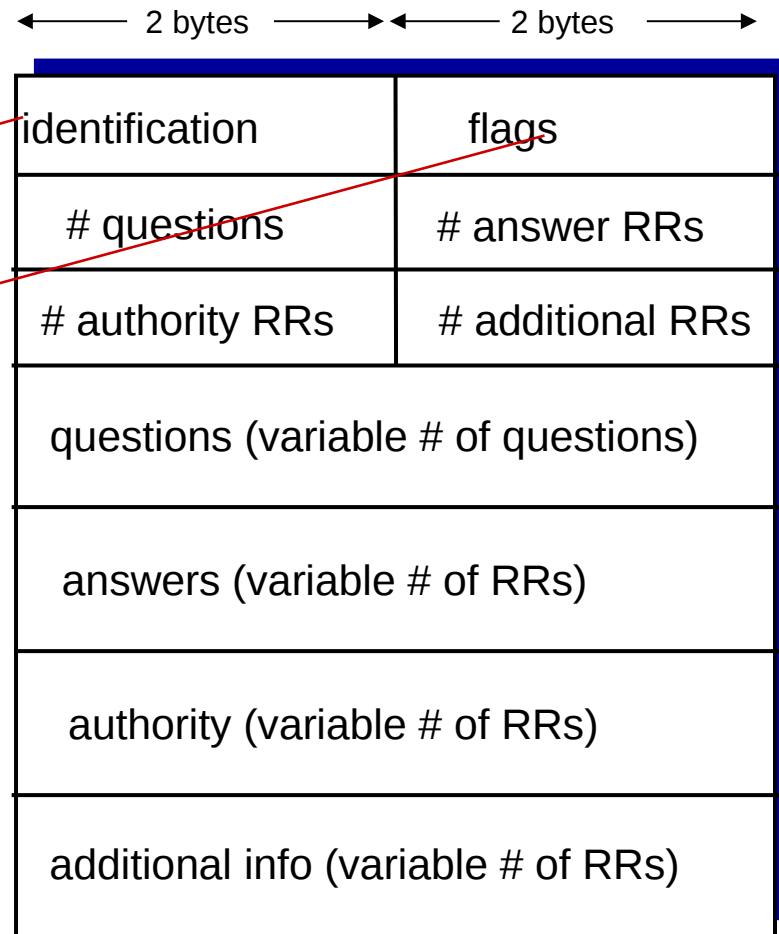 2 bytes 2 bytes
identification flags
# questions # answer RRs
# authority RRs # additional RRs
questions (variable # of questions)
answers (variable # of RRs)
authority (variable # of RRs)
additional info (variable # of RRs)